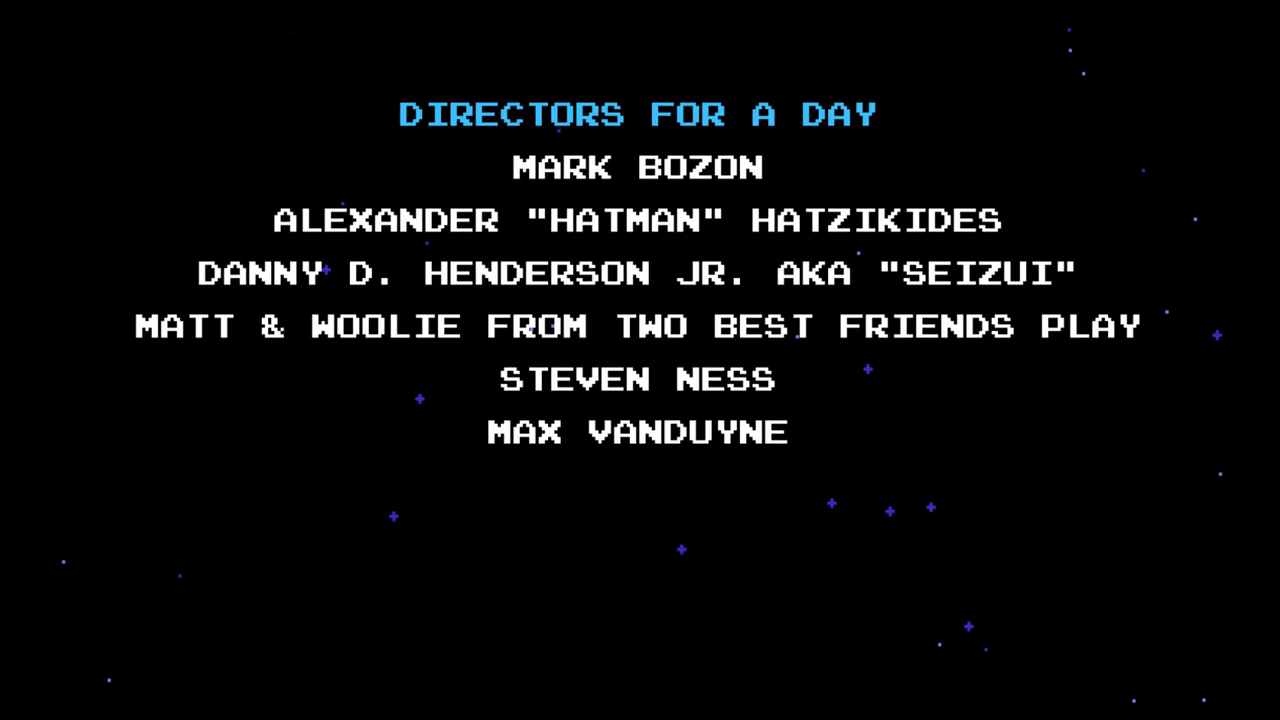 DIRECTORS FOR A DAY
MARK BOZON
ALEXANDER "HATMAN" HATZIKIDES
DANNY D. HENDERSON JR. AKA "SEIZUI"
MATT & WOOLIE FROM TWO BEST FRIENDS PLAY
STEVEN NESS
MAX VANDUYNE